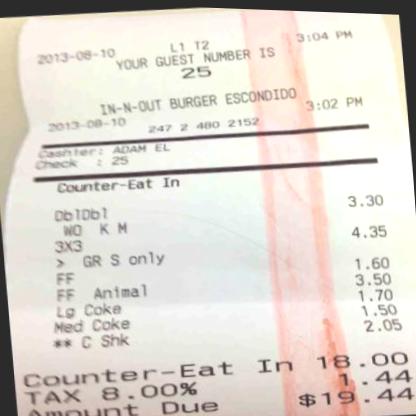 L1 T2
2013-08-10 3:04 PM
YOUR GUEST NUMBER IS
25
IN-N-OUT BURGER ESCONDIDO
2013-08-10 3:02 PM
247 2 480 2152
Cashier: ADAM EL
Check : 25
Counter-Eat In
DblDbl 3.30
WO K M
3X3 4.35
> GR S only
FF 1.60
FF Animal 3.50
Lg Coke 1.70
Med Coke 1.50
** C Shk 2.05
Counter-Eat In 18.00
TAX 8.00% 1.44
Amount Due $19.44